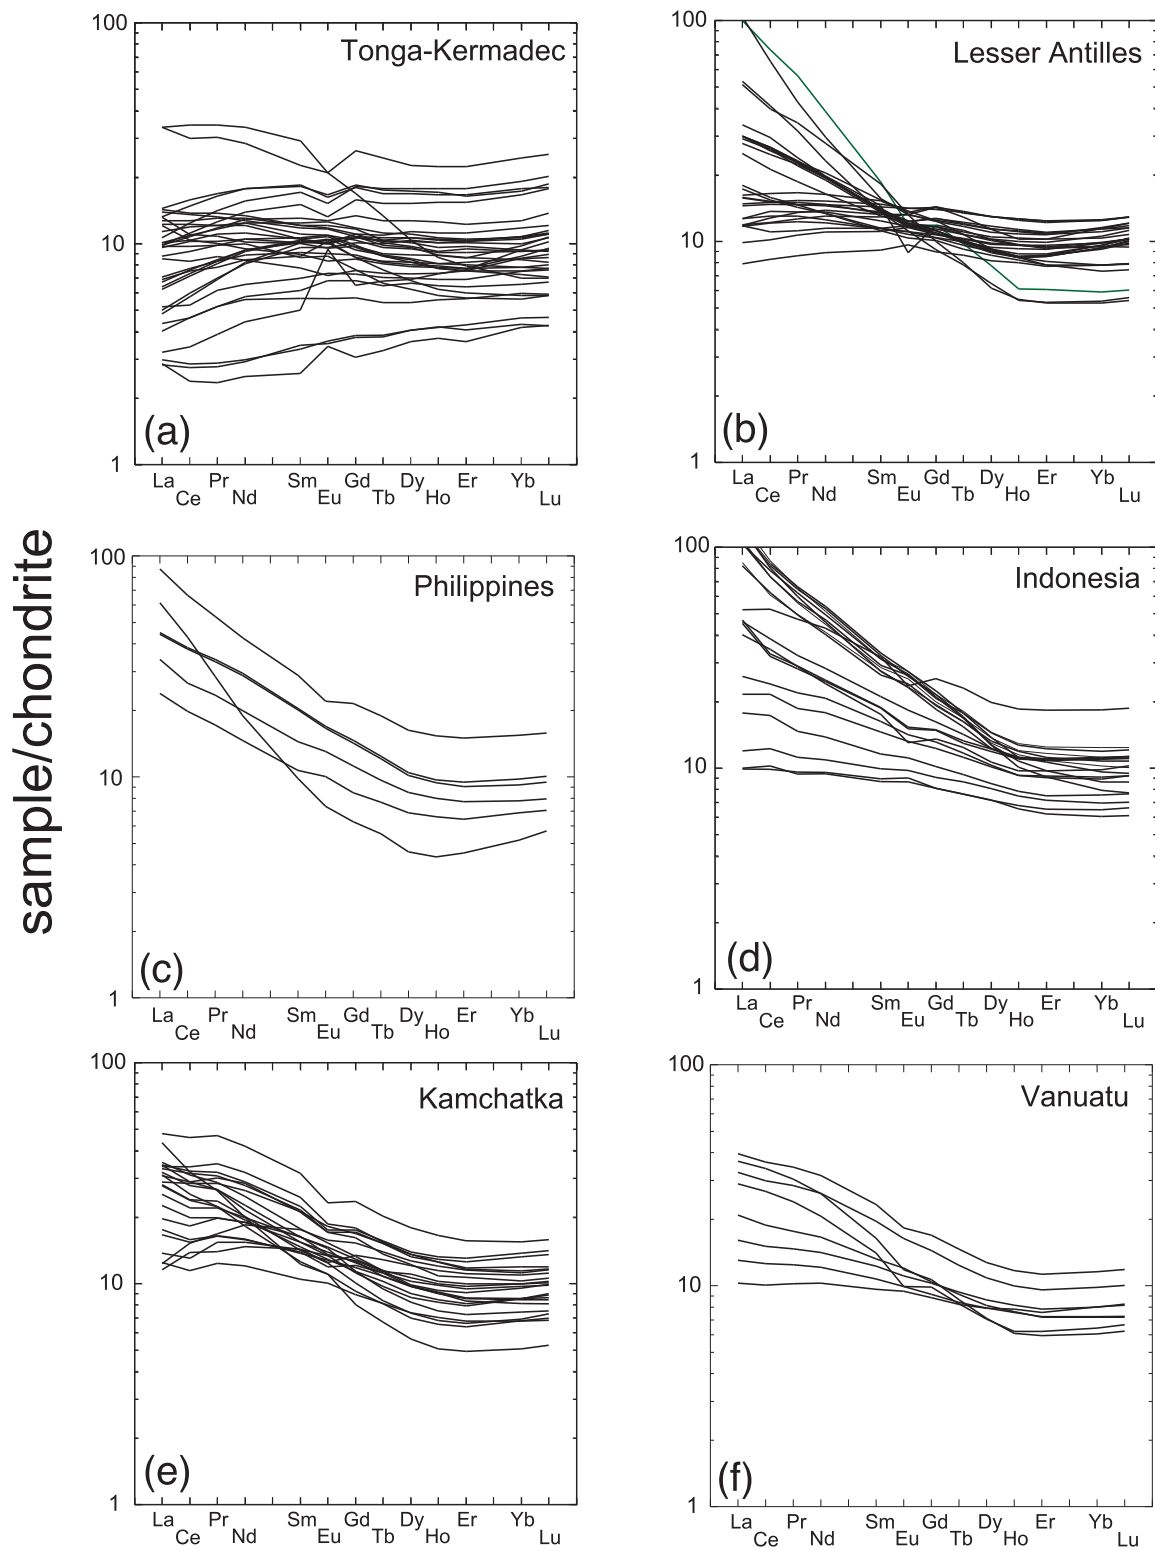 sample/chondrite
100
Tonga-Kermadec
10
(a)
1
La Ce Pr Nd Sm Eu Gd Tb Dy Ho Er Yb Lu
100
Lesser Antilles
10
(b)
1
La Ce Pr Nd Sm Eu Gd Tb Dy Ho Er Yb Lu
100
Philippines
10
(c)
1
La Ce Pr Nd Sm Eu Gd Tb Dy Ho Er Yb Lu
100
Indonesia
10
(d)
1
La Ce Pr Nd Sm Eu Gd Tb Dy Ho Er Yb Lu
100
Kamchatka
10
(e)
1
La Ce Pr Nd Sm Eu Gd Tb Dy Ho Er Yb Lu
100
Vanuatu
10
(f)
1
La Ce Pr Nd Sm Eu Gd Tb Dy Ho Er Yb Lu